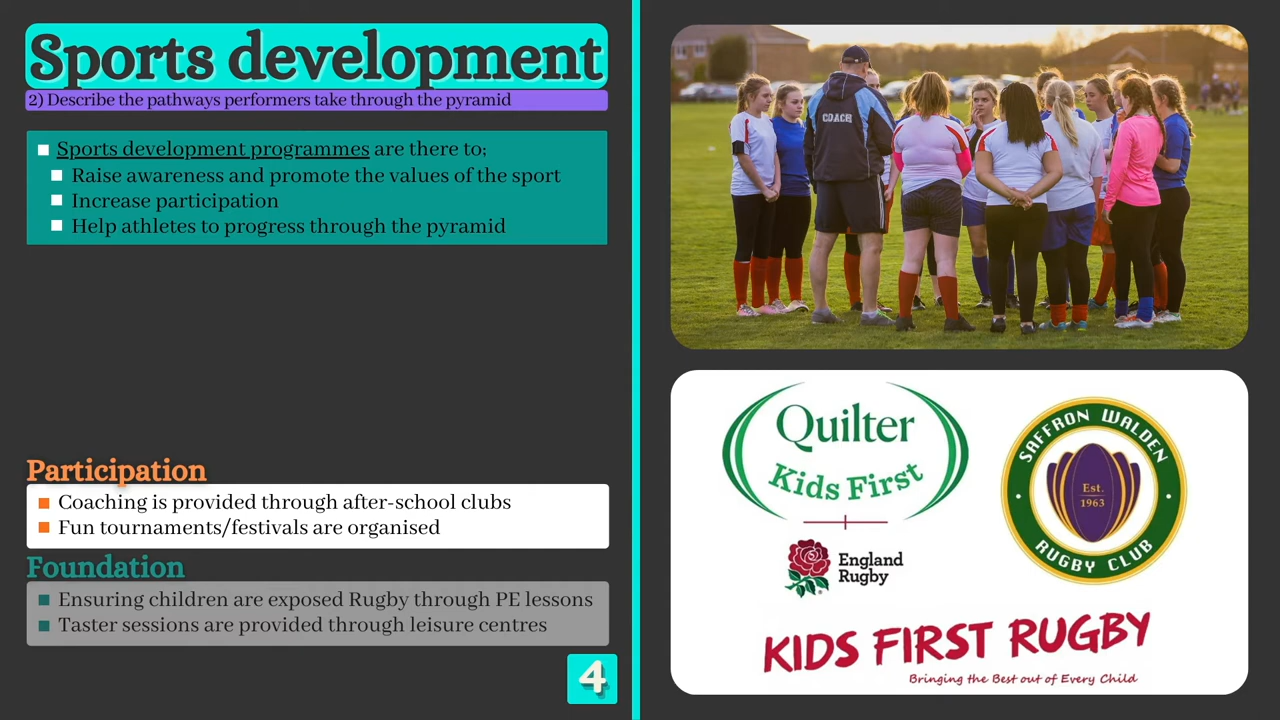 Sports development
2) Describe the pathways performers take through the pyramid
Sports development programmes are there to;
Raise awareness and promote the values of the sport
Increase participation
Help athletes to progress through the pyramid
Participation
Coaching is provided through after-school clubs
Fun tournaments/festivals are organised
Foundation
Ensuring children are exposed Rugby through PE lessons
Taster sessions are provided through leisure centres
4
COACH
Quilter
Kids First
England
Rugby
SAFFRON WALDEN
Est.
1963
RUGBY CLUB
KIDS FIRST RUGBY
Bringing the Best out of Every Child